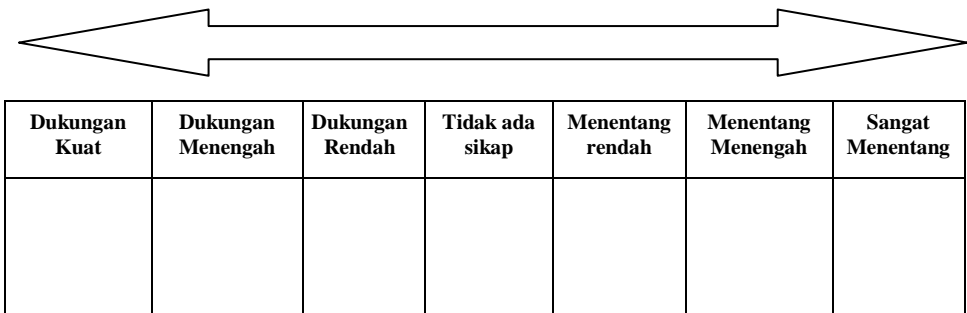 Dukungan
Kuat
Dukungan
Menengah
Dukungan
Rendah
Tidak ada
sikap
Menentang
rendah
Menentang
Menengah
Sangat
Menentang